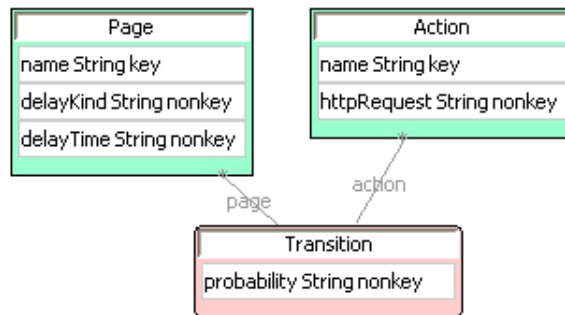 Page
name String key
delayKind String nonkey
delayTime String nonkey
Action
name String key
httpRequest String nonkey
*
*
page
action
Transition
probability String nonkey